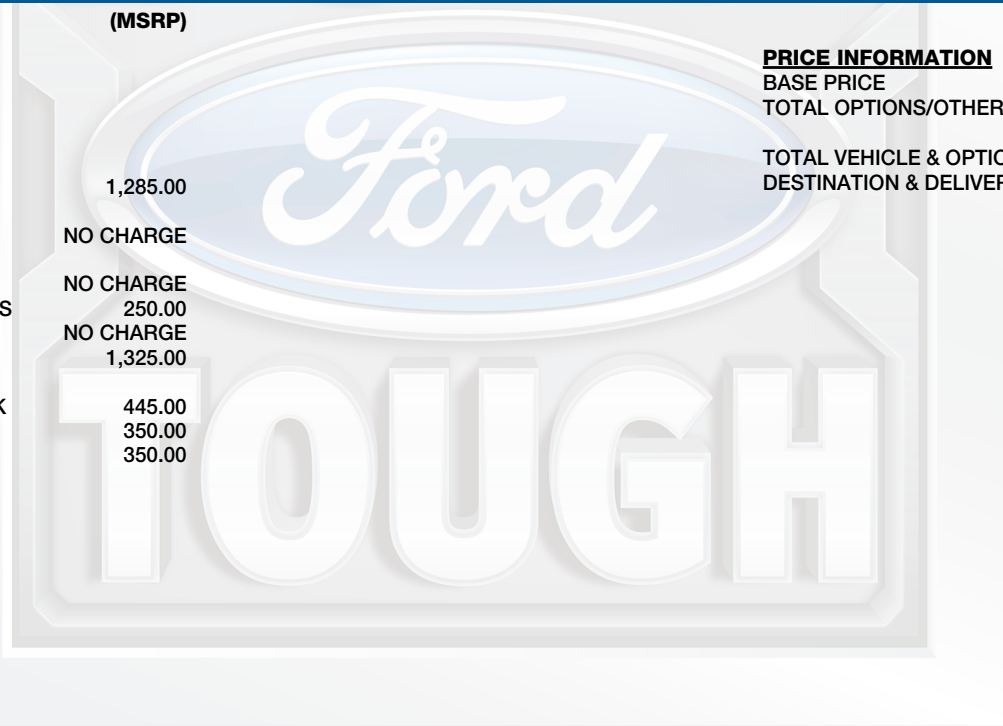 (MSRP)
1,285.00
NO CHARGE
NO CHARGE
S 250.00
NO CHARGE
1,325.00
K 445.00
350.00
350.00
PRICE INFORMATION
BASE PRICE
TOTAL OPTIONS/OTHER
TOTAL VEHICLE & OPTIO
DESTINATION & DELIVER
Ford
TOUGH